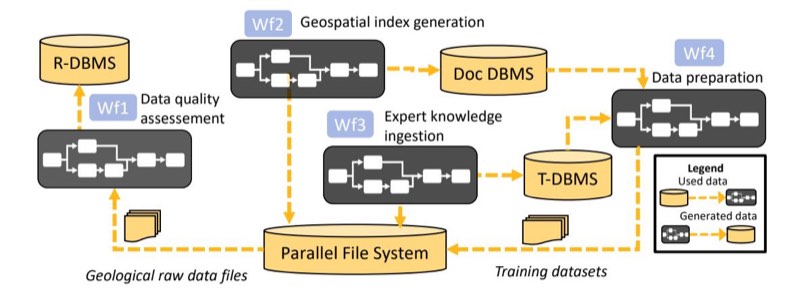 Wf2 Geospatial index generation
R-DBMS
Doc DBMS
Wf4
Data preparation
Wf1 Data quality
assessement
Wf3 Expert knowledge
ingestion
T-DBMS
Legend
Used data
Generated data
Parallel File System
Geological raw data files
Training datasets